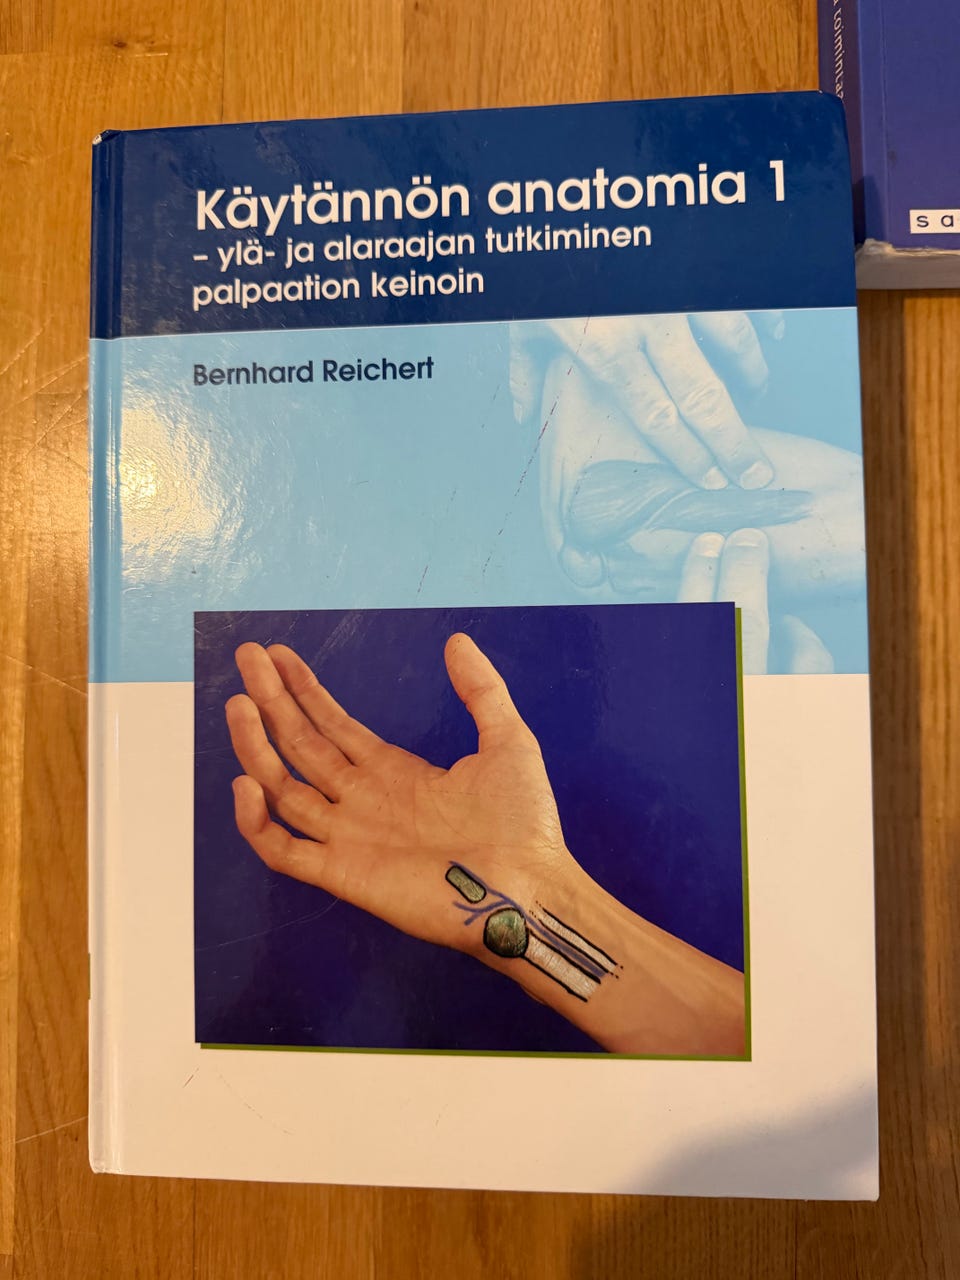 Käytännön anatomia 1
– ylä- ja alaraajan tutkiminen
palpaation keinoin
Bernhard Reichert